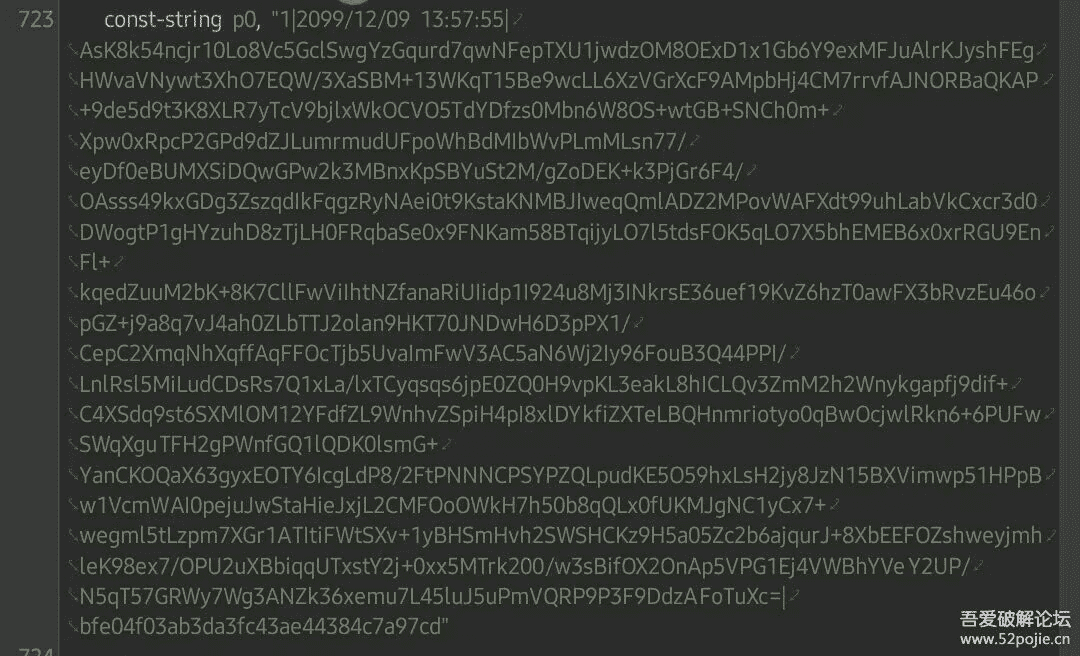 723 const-string p0, "1|2099/12/09 13:57:55|
AsK8k54ncjr10Lo8Vc5GclSwgYzGqurd7qwNFepTXU1jwdzOM8OExD1x1Gb6Y9exMFJuAlrKJyshFEg
HWvaVNywt3XhO7EQW/3XaSBM+13WKqT15Be9wcLL6XzVGrXcF9AMpbHj4CM7rrvfAJNORBaQKAP
+9de5d9t3K8XLR7yTcV9bjlxWkOCVO5TdYDfzs0Mbn6W8OS+wtGB+SNCh0m+
Xpw0xRpcP2GPd9dZJLumrmudUFpoWhBdMIbWvPLmMLsn77/
eyDf0eBUMXSiDQwGPw2k3MBnxKpSBYuSt2M/gZoDEK+k3PjGr6F4/
OAsss49kxGDg3ZszqdIkFqgzRyNAei0t9KstaKNMBJIweqQmlADZ2MPovWAFXdt99uhLabVkCxcr3d0
DWogtP1gHYzuhD8zTjLH0FRqbaSe0x9FNKam58BTqijyLO7l5tdsFOK5qLO7X5bhEMEB6x0xrRGU9En
Fl+
kqedZuuM2bK+8K7CllFwViIhtNZfanaRiUIidp1I924u8Mj3INkrsE36uef19KvZ6hzT0awFX3bRvzEu46o
pGZ+j9a8q7vJ4ah0ZLbTTJ2olan9HKT70JNDwH6D3pPX1/
CepC2XmqNhXqffAqFFOcTjb5UvaImFwV3AC5aN6Wj2Iy96FouB3Q44PPI/
LnlRsl5MiLudCDsRs7Q1xLa/lxTCyqsqs6jpE0ZQ0H9vpKL3eakL8hICLQv3ZmM2h2Wnykgapfj9dif+
C4XSdq9st6SXMlOM12YFdfZL9WnhvZSpiH4pI8xlDYkfiZXTeLBQHnmriotyo0qBwOcjwlRkn6+6PUFw
SWqXguTFH2gPWnfGQ1lQDK0lsmG+
YanCKOQaX63gyxEOTY6IcgLdP8/2FtPNNNCPSYPZQLpudKE5O59hxLsH2jy8JzN15BXVimwp51HPpB
w1VcmWAI0pejuJwStaHieJxjL2CMFOoOWkH7h50b8qQLx0fUKMJgNC1yCx7+
wegml5tLzpm7XGr1ATItiFWtSXv+1yBHSmHvh2SWSHCKz9H5a05Zc2b6ajqurJ+8XbEEFOZshweyjmh
leK98ex7/OPU2uXBbiqqUTxstY2j+0xx5MTrk200/w3sBifOX2OnAp5VPG1Ej4VWBhYVeY2UP/
N5qT57GRWy7Wg3ANZk36xemu7L45luJ5uPmVQRP9P3F9DdzAFoTuXc=|
bfe04f03ab3da3fc43ae44384c7a97cd"
吾爱破解论坛
www.52pojie.cn